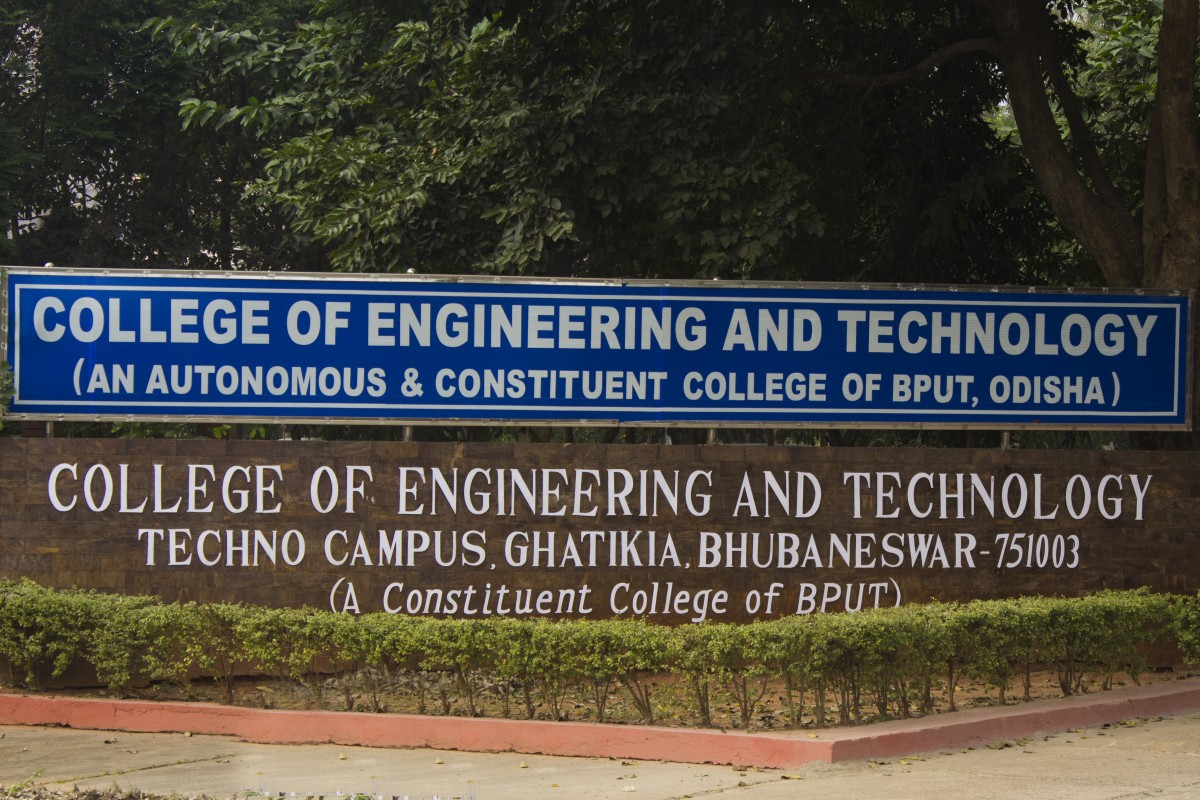 COLLEGE OF ENGINEERING AND TECHNOLOGY
(AN AUTONOMOUS & CONSTITUENT COLLEGE OF BPUT, ODISHA)
COLLEGE OF ENGINEERING AND TECHNOLOGY
TECHNO CAMPUS, GHATIKIA, BHUBANESWAR-751003
(A Constituent College of BPUT)